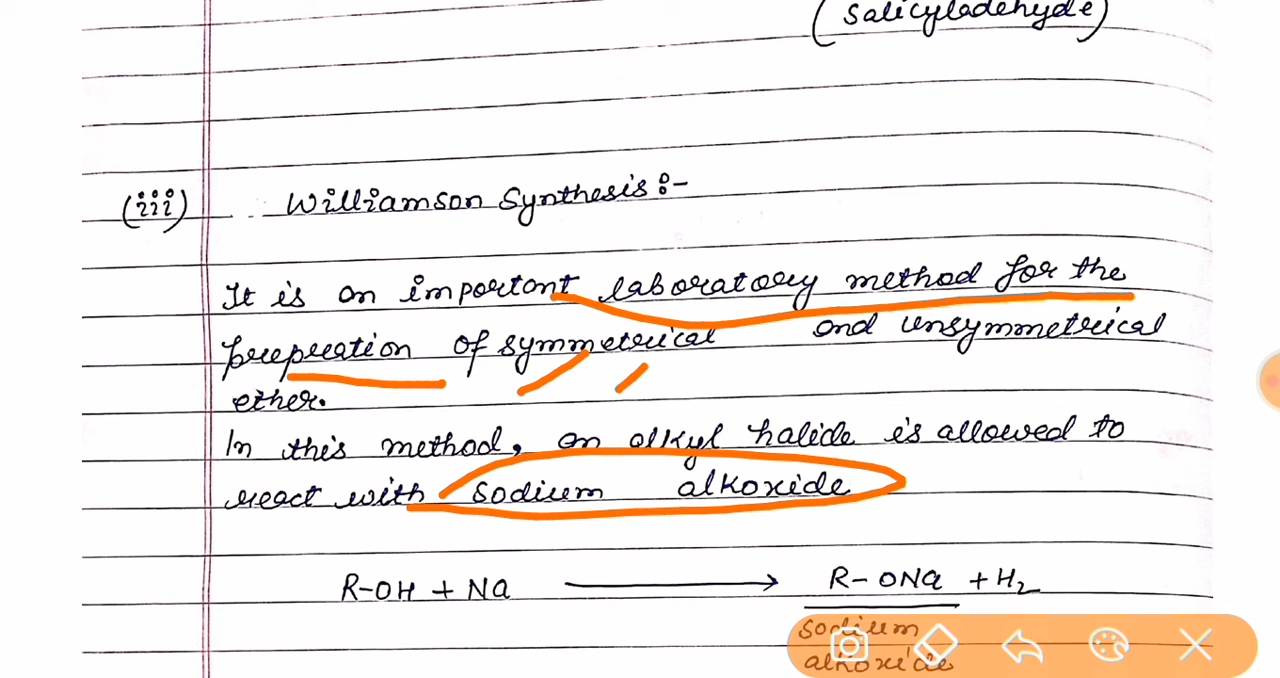 (Salicyladehyde)
(iii) Williamson Synthesis:-
It is an important laboratory method for the
prepreation of symmetrical and unsymmetrical
ether.
In this method, an alkyl halide is allowed to
react with sodium alkoxide
R-OH + Na ⟶ R-ONa + H₂
sodium
alkoxide